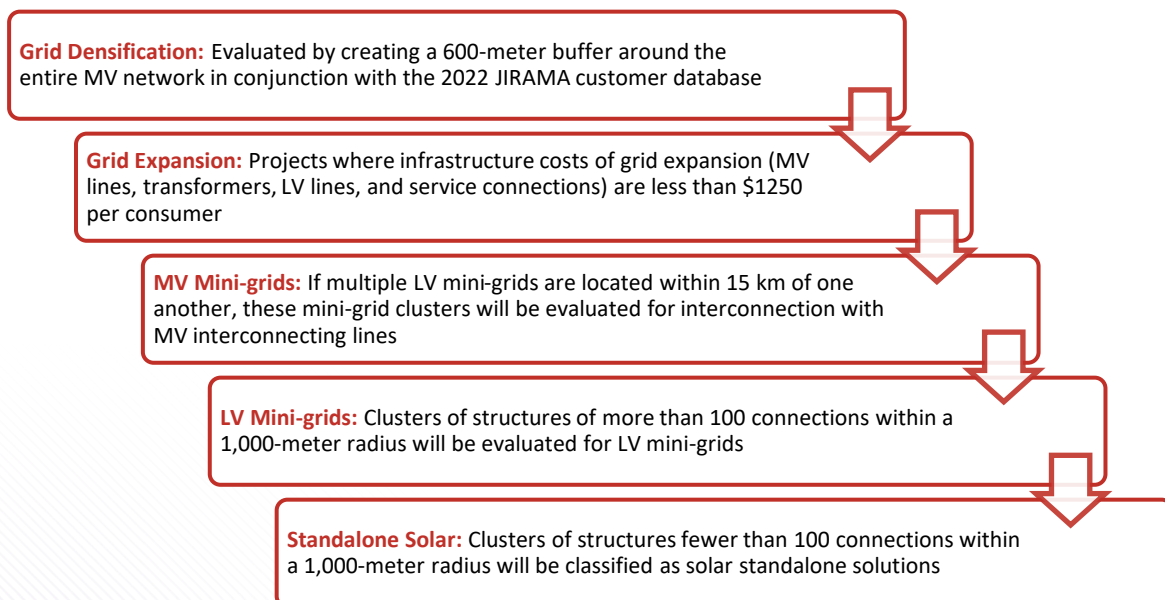 Grid Densification: Evaluated by creating a 600-meter buffer around the
entire MV network in conjunction with the 2022 JIRAMA customer database
Grid Expansion: Projects where infrastructure costs of grid expansion (MV
lines, transformers, LV lines, and service connections) are less than $1250
per consumer
MV Mini-grids: If multiple LV mini-grids are located within 15 km of one
another, these mini-grid clusters will be evaluated for interconnection with
MV interconnecting lines
LV Mini-grids: Clusters of structures of more than 100 connections within a
1,000-meter radius will be evaluated for LV mini-grids
Standalone Solar: Clusters of structures fewer than 100 connections within
a 1,000-meter radius will be classified as solar standalone solutions